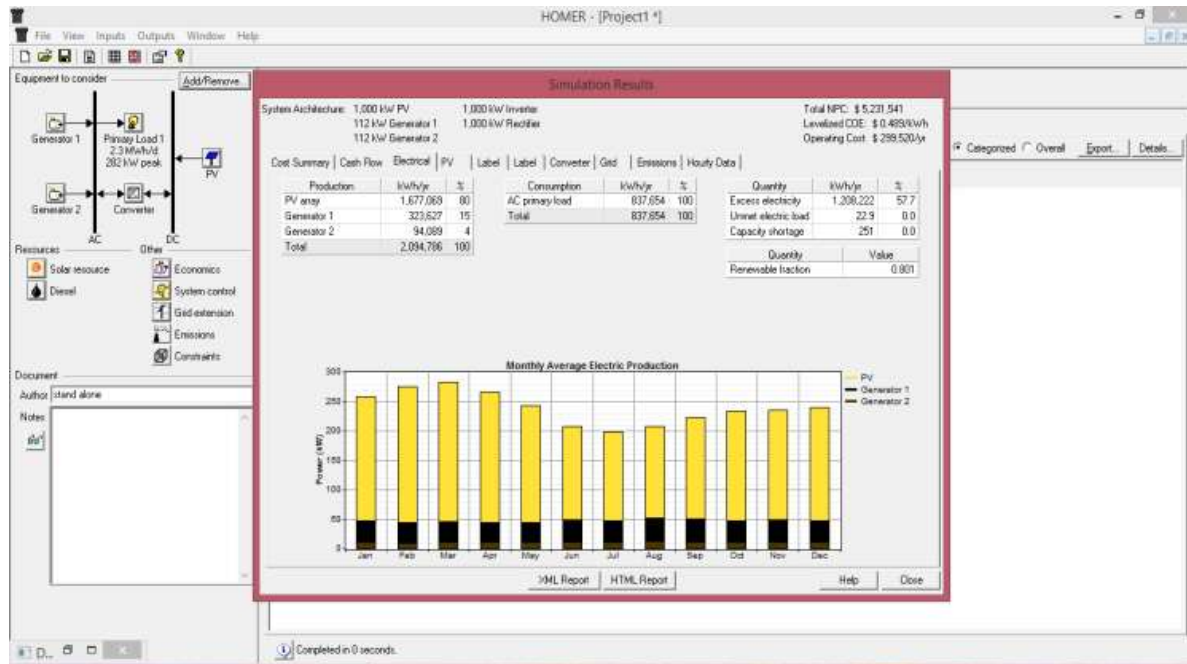 HOMER - [Project1 *]
File View Inputs Outputs Window Help
Equipment to consider
Add/Remove...
Generator 1
Primary Load 1
2.3 MWh/d
282 kW peak
PV
Generator 2
Converter
AC
DC
Resources
Other
Solar resource
Economics
Diesel
System control
Grid extension
Emissions
Constraints
Document
Author stand alone
Notes
D...
Simulation Results
System Architecture: 1,000 kW PV 1,000 kW Inverter Total NPC: $ 5,231,541
112 kW Generator 1 1,000 kW Rectifier Levelized COE: $ 0.489/kWh
112 kW Generator 2 Operating Cost: $ 299,520/yr
Cost Summary Cash Flow Electrical PV Label Label Converter Grid Emissions Hourly Data
Production kWh/yr %
PV array 1,677,069 80
Generator 1 323,627 15
Generator 2 94,089 4
Total 2,094,786 100
Consumption kWh/yr %
AC primary load 837,654 100
Total 837,654 100
Quantity kWh/yr %
Excess electricity 1,208,222 57.7
Unmet electric load 22.9 0.0
Capacity shortage 251 0.0
Quantity Value
Renewable fraction 0.801
Monthly Average Electric Production
Power (kW)
300
250
200
150
100
50
0
Jan Feb Mar Apr May Jun Jul Aug Sep Oct Nov Dec
PV
Generator 1
Generator 2
XML Report HTML Report Help Close
Categorized Overall Export... Details...
Completed in 0 seconds.